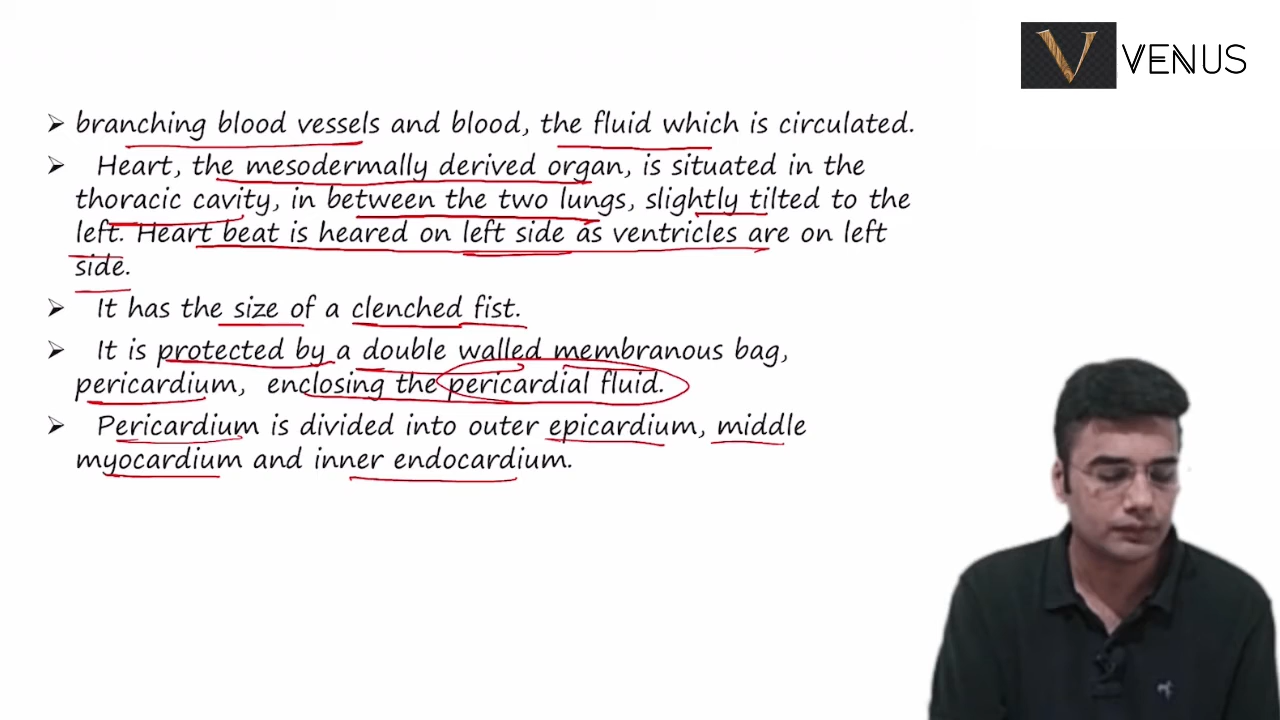 V VENUS
➢ branching blood vessels and blood, the fluid which is circulated.
➢ Heart, the mesodermally derived organ, is situated in the
thoracic cavity, in between the two lungs, slightly tilted to the
left. Heart beat is heared on left side as ventricles are on left
side.
➢ It has the size of a clenched fist.
➢ It is protected by a double walled membranous bag,
pericardium, enclosing the pericardial fluid.
➢ Pericardium is divided into outer epicardium, middle
myocardium and inner endocardium.